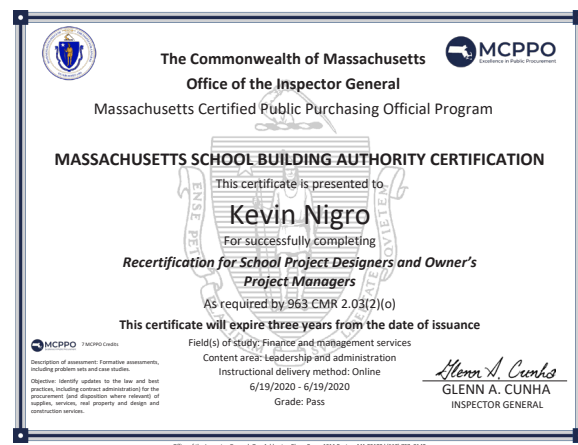 MCPPO
Excellence in Public Procurement
The Commonwealth of Massachusetts
Office of the Inspector General
Massachusetts Certified Public Purchasing Official Program
MASSACHUSETTS SCHOOL BUILDING AUTHORITY CERTIFICATION
This certificate is presented to
Kevin Nigro
For successfully completing
Recertification for School Project Designers and Owner's
Project Managers
As required by 963 CMR 2.03(2)(o)
This certificate will expire three years from the date of issuance
MCPPO 7 MCPPO Credits
Description of assessment: Formative assessments,
including problem sets and case studies.
Objective: Identify updates to the law and best
practices, including contract administration) for the
procurement (and disposition where relevant) of
supplies, services, real property and design and
construction services.
Field(s) of study: Finance and management services
Content area: Leadership and administration
Instructional delivery method: Online
6/19/2020 - 6/19/2020
Grade: Pass
Glenn A. Cunha
GLENN A. CUNHA
INSPECTOR GENERAL
ENSE PET